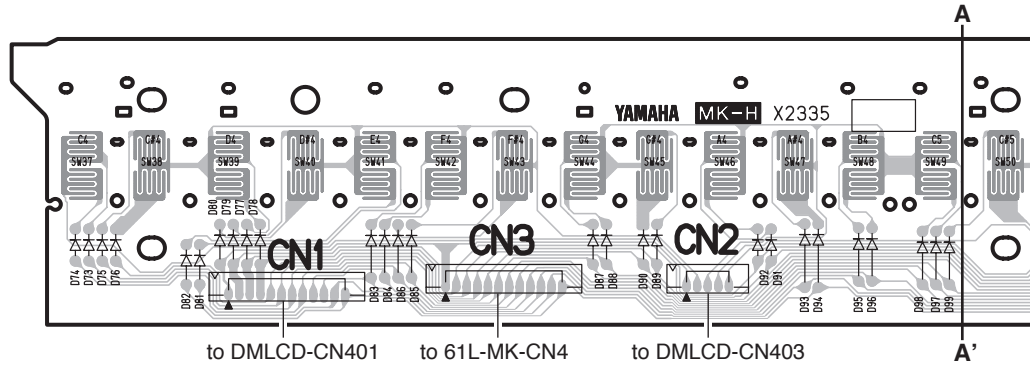 A
YAMAHA MK-H X2335
C4 C#4 D4 D#4 E4 F4 F#4 G4 G#4 A4 A#4 B4 C5 C#5
SW37 SW38 SW39 SW40 SW41 SW42 SW43 SW44 SW45 SW46 SW47 SW48 SW49 SW50
D80 D79 D77 D78
CN1 CN3 CN2
D74 D73 D75 D76
D82 D81
D83 D84 D86 D85
D87 D88
D90 D89
D92 D91
D93 D94
D95 D96
D98 D97 D99
to DMLCD-CN401 to 61L-MK-CN4 to DMLCD-CN403
A'